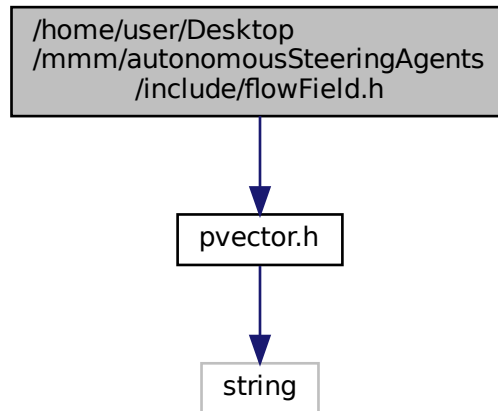 /home/user/Desktop
/mmm/autonomousSteeringAgents
/include/flowField.h
pvector.h
string